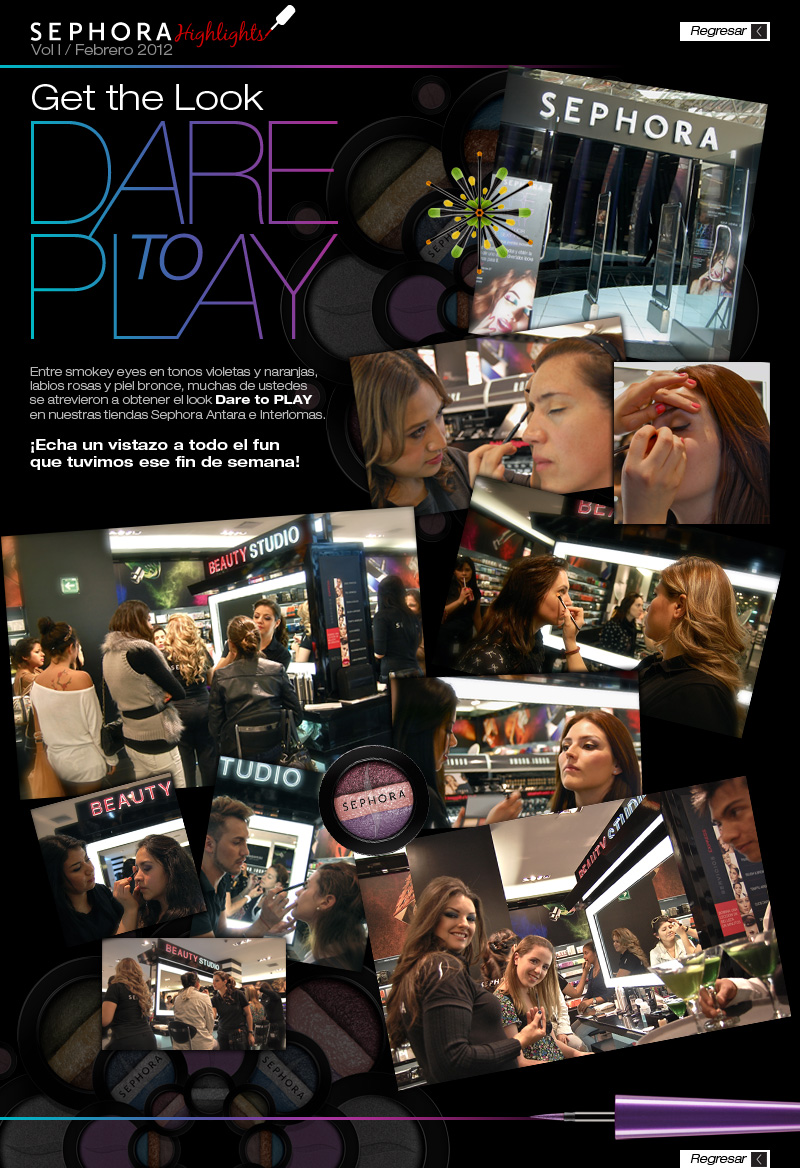 SEPHORA Highlights
Vol I / Febrero 2012
Regresar
Get the Look
DARE
TO
PLAY
SEPHORA
Entre smokey eyes en tonos violetas y naranjas,
labios rosas y piel bronce, muchas de ustedes
se atrevieron a obtener el look Dare to PLAY
en nuestras tiendas Sephora Antara e Interlomas.
¡Echa un vistazo a todo el fun
que tuvimos ese fin de semana!
BEAUTY STUDIO
BE
TUDIO
BEAUTY
SEPHORA
BEAUTY STUDIO
BEAUTY STUDIO
SEPHORA
SEPHORA
Regresar